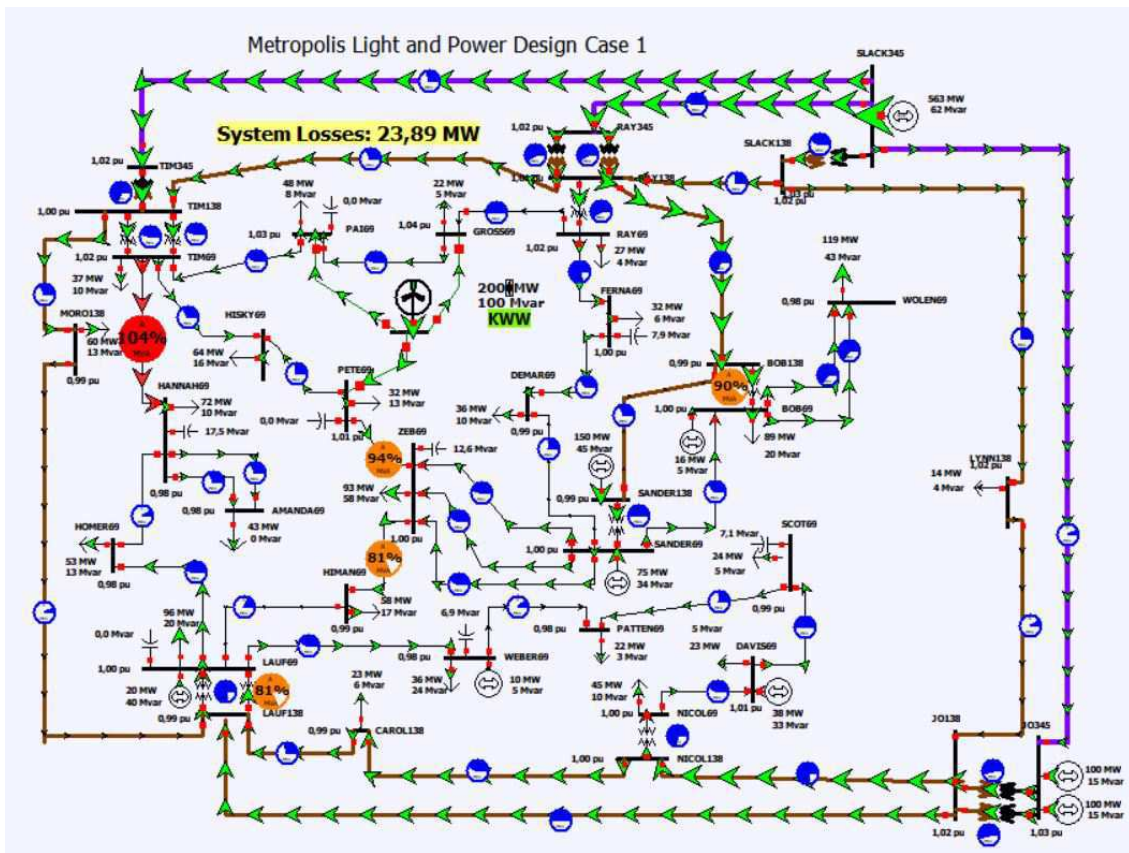 Metropolis Light and Power Design Case 1
SLACK345
563 MW
62 Mvar
System Losses: 23,89 MW
1,02 pu
RAY345
SLACK138
1,03 pu
1,02 pu
1,02 pu
TIM345
48 MW
8 Mvar
0,0 Mvar
22 MW
5 Mvar
1,00 pu
TIM138
1,03
PAI69
1,04 pu
GROSS69
RAY69
1,02 pu
27 MW
4 Mvar
119 MW
43 Mvar
1,02 pu
TIM69
37 MW
10 Mvar
200 MW
100 Mvar
KWW
FERNA69
32 MW
6 Mvar
7,9 Mvar
1,00 pu
0,98 pu
WOLEN69
MORO138
60 MW
13 Mvar
0,99 pu
104%
MVA
HISKY69
64 MW
16 Mvar
PETE69
32 MW
13 Mvar
0,0 Mvar
1,01 pu
DEMAR69
36 MW
10 Mvar
0,99 pu
0,99 pu
BOB138
A
90%
MVA
1,00 pu
BOB69
16 MW
5 Mvar
89 MW
20 Mvar
HANNAH69
72 MW
10 Mvar
17,5 Mvar
0,98 pu
ZEB69
12,6 Mvar
A
94%
MVA
93 MW
58 Mvar
1,00 pu
150 MW
45 Mvar
0,99 pu
SANDER138
LYNN138
1,02 pu
14 MW
4 Mvar
0,98 pu
AMANDA69
43 MW
0 Mvar
HOMER69
53 MW
13 Mvar
0,98 pu
A
81%
MVA
1,00 pu
SANDER69
75 MW
34 Mvar
SCOT69
7,1 Mvar
24 MW
5 Mvar
0,99 pu
HIMAN69
58 MW
17 Mvar
0,99 pu
96 MW
20 Mvar
0,0 Mvar
6,9 Mvar
0,98 pu
PATTEN69
22 MW
3 Mvar
5 Mvar
23 MW
DAVIS69
1,01 pu
38 MW
33 Mvar
1,00 pu
LAUF69
0,98 pu
WEBER69
36 MW
24 Mvar
10 MW
5 Mvar
20 MW
40 Mvar
A
81%
MVA
0,99 pu
LAUF138
23 MW
6 Mvar
0,99 pu
CAROL138
45 MW
10 Mvar
1,00 pu
NICOL69
1,00 pu
NICOL138
JO138
JO345
100 MW
15 Mvar
100 MW
15 Mvar
1,02 pu
1,03 pu